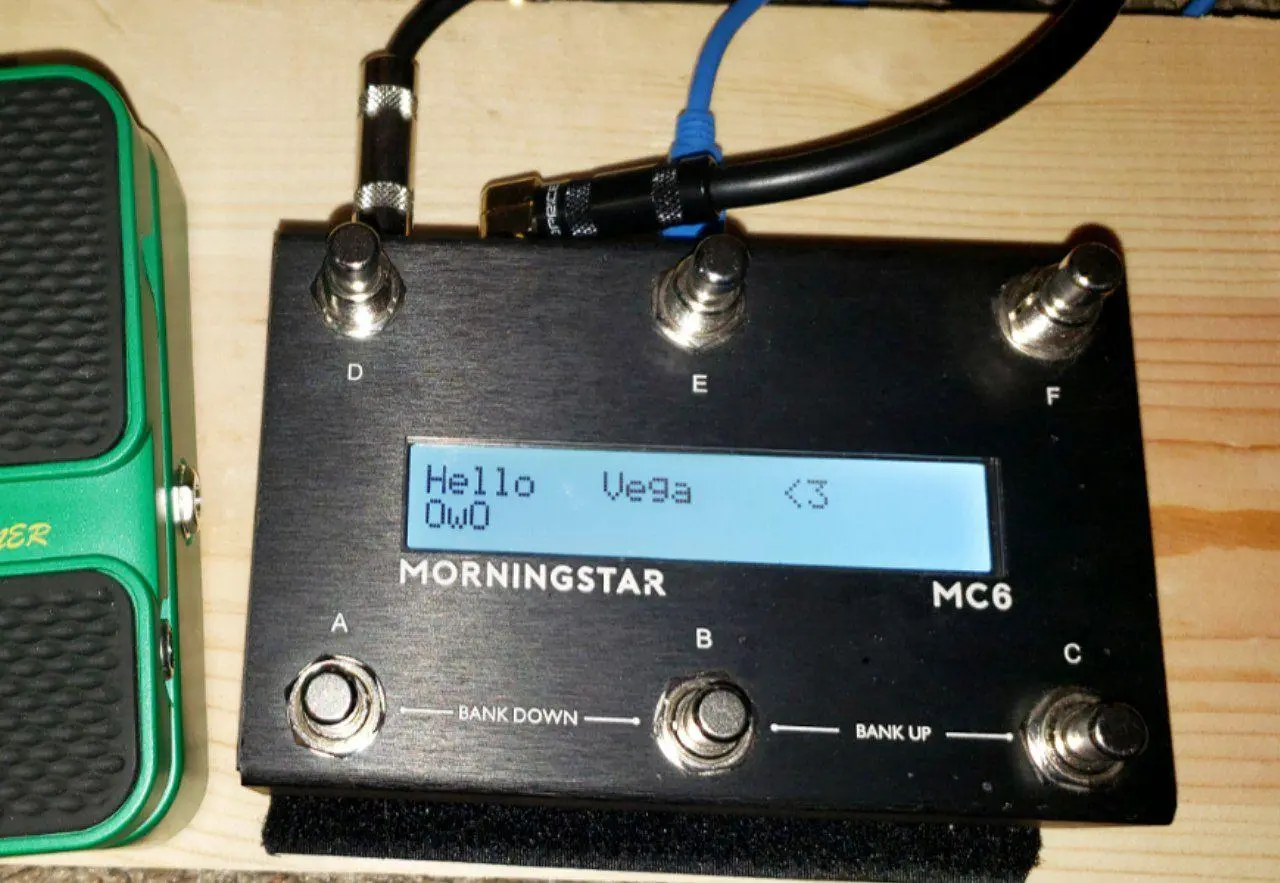 D E F
Hello Vega <3
OwO
MORNINGSTAR MC6
A B C
BANK DOWN BANK UP